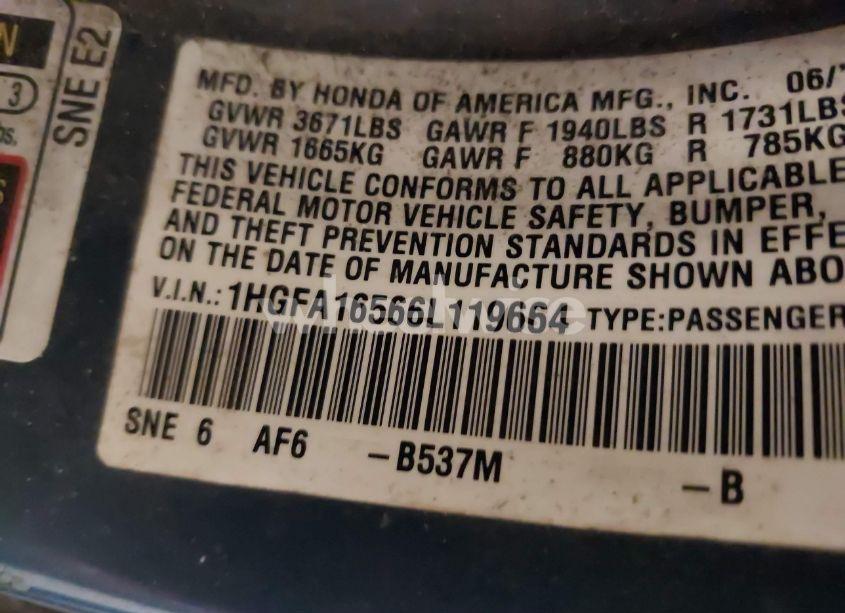 N
3
SNE E2
MFD. BY HONDA OF AMERICA MFG., INC. 06/
GVWR 3671LBS GAWR F 1940LBS R 1731LBS
GVWR 1665KG GAWR F 880KG R 785KG
THIS VEHICLE CONFORMS TO ALL APPLICABLE
FEDERAL MOTOR VEHICLE SAFETY, BUMPER,
AND THEFT PREVENTION STANDARDS IN EFFE
ON THE DATE OF MANUFACTURE SHOWN ABO
V.I.N.: 1HGFA16566L119664 TYPE:PASSENGER
SNE 6 AF6 -B537M -B